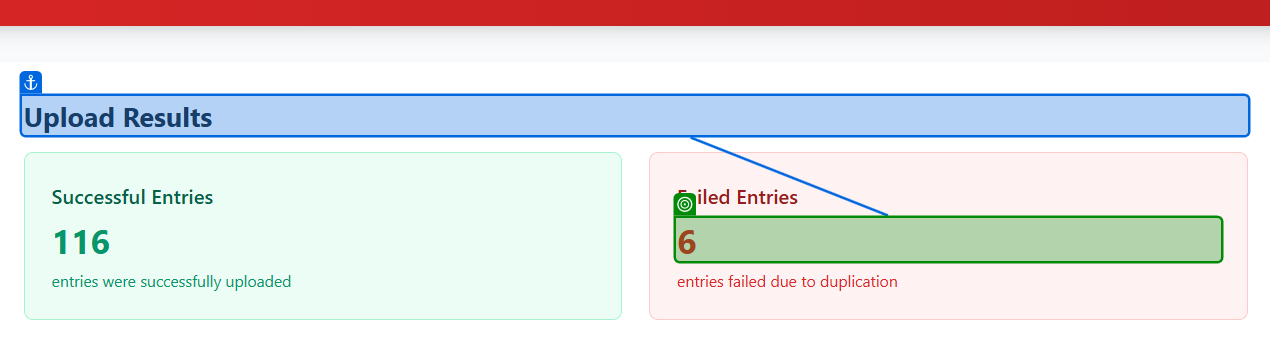 Upload Results
Successful Entries
116
entries were successfully uploaded
Failed Entries
6
entries failed due to duplication